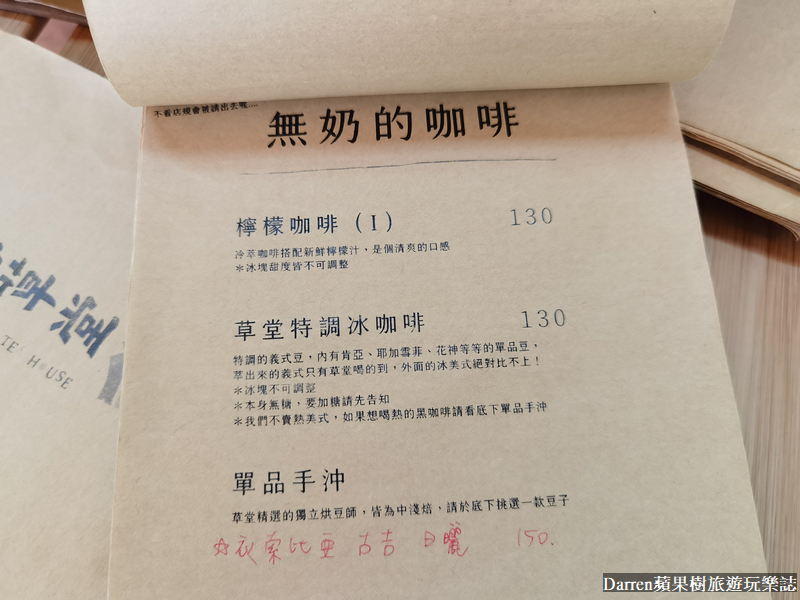 不看店規會被請出去喔....
無奶的咖啡
檸檬咖啡 (I) 130
冷萃咖啡搭配新鮮檸檬汁，是個清爽的口感
＊冰塊甜度皆不可調整
草堂特調冰咖啡 130
特調的義式豆，內有肯亞、耶加雪菲、花神等等的單品豆，
萃出來的義式只有草堂喝的到，外面的冰美式絕對比不上！
＊冰塊不可調整
＊本身無糖，要加糖請先告知
＊我們不賣熱美式，如果想喝熱的黑咖啡請看底下單品手沖
單品手沖
草堂精選的獨立烘豆師，皆為中淺焙，請於底下挑選一款豆子
☆衣索比亞 古吉 日曬 150.
草堂
TEA HOUSE
Darren蘋果樹旅遊玩樂誌